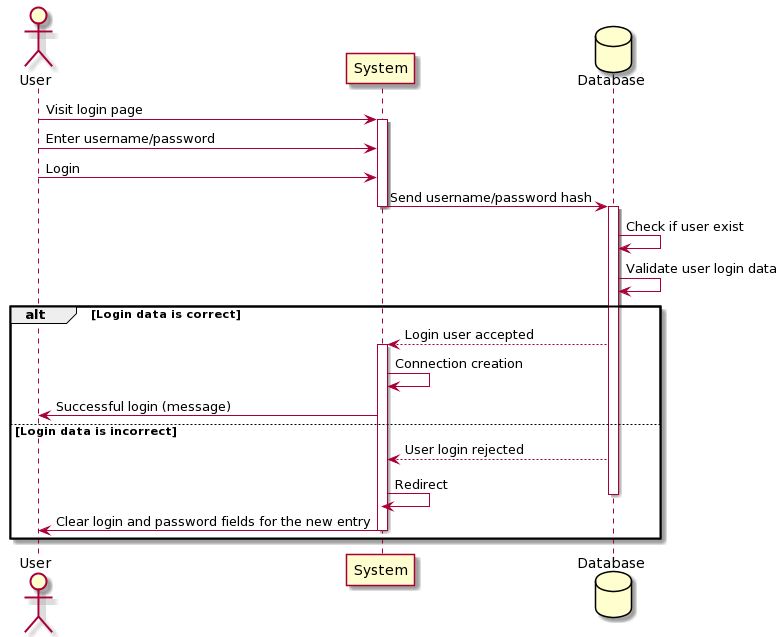 User
System
Database
Visit login page
Enter username/password
Login
Send username/password hash
Check if user exist
Validate user login data
alt [Login data is correct]
Login user accepted
Connection creation
Successful login (message)
[Login data is incorrect]
User login rejected
Redirect
Clear login and password fields for the new entry
User
System
Database